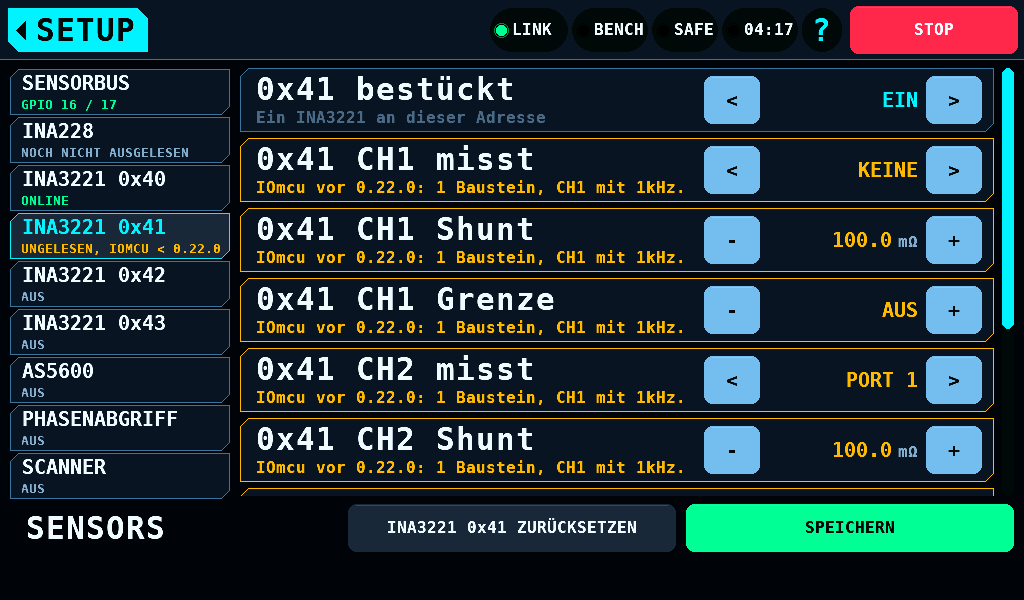 SETUP
LINK
BENCH
SAFE
04:17
?
STOP
SENSORBUS
GPIO 16 / 17
INA228
NOCH NICHT AUSGELESEN
INA3221 0x40
ONLINE
INA3221 0x41
UNGELESEN, IOMCU < 0.22.0
INA3221 0x42
AUS
INA3221 0x43
AUS
AS5600
AUS
PHASENABGRIFF
AUS
SCANNER
AUS
0x41 bestückt
Ein INA3221 an dieser Adresse
< EIN >
0x41 CH1 misst
IOmcu vor 0.22.0: 1 Baustein, CH1 mit 1kHz.
< KEINE >
0x41 CH1 Shunt
IOmcu vor 0.22.0: 1 Baustein, CH1 mit 1kHz.
- 100.0 mΩ +
0x41 CH1 Grenze
IOmcu vor 0.22.0: 1 Baustein, CH1 mit 1kHz.
- AUS +
0x41 CH2 misst
IOmcu vor 0.22.0: 1 Baustein, CH1 mit 1kHz.
< PORT 1 >
0x41 CH2 Shunt
IOmcu vor 0.22.0: 1 Baustein, CH1 mit 1kHz.
- 100.0 mΩ +
SENSORS
INA3221 0x41 ZURÜCKSETZEN
SPEICHERN